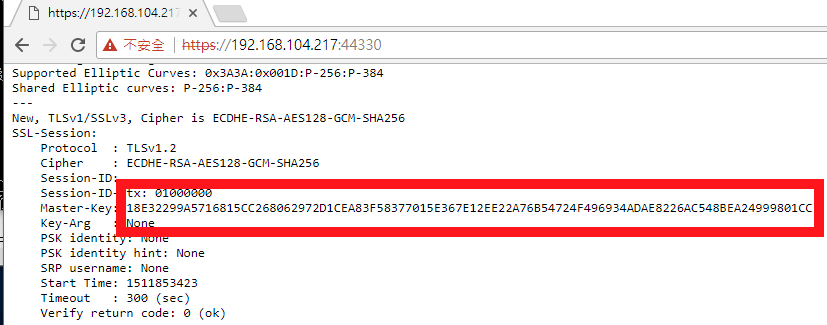 https://192.168.104.217
不安全 https://192.168.104.217:44330
Supported Elliptic Curves: 0x3A3A:0x001D:P-256:P-384
Shared Elliptic curves: P-256:P-384
---
New, TLSv1/SSLv3, Cipher is ECDHE-RSA-AES128-GCM-SHA256
SSL-Session:
Protocol : TLSv1.2
Cipher : ECDHE-RSA-AES128-GCM-SHA256
Session-ID:
Session-ID-ctx: 01000000
Master-Key: 18E32299A5716815CC268062972D1CEA83F58377015E367E12EE22A76B54724F496934ADAE8226AC548BEA24999801CC
Key-Arg : None
PSK identity: None
PSK identity hint: None
SRP username: None
Start Time: 1511853423
Timeout : 300 (sec)
Verify return code: 0 (ok)